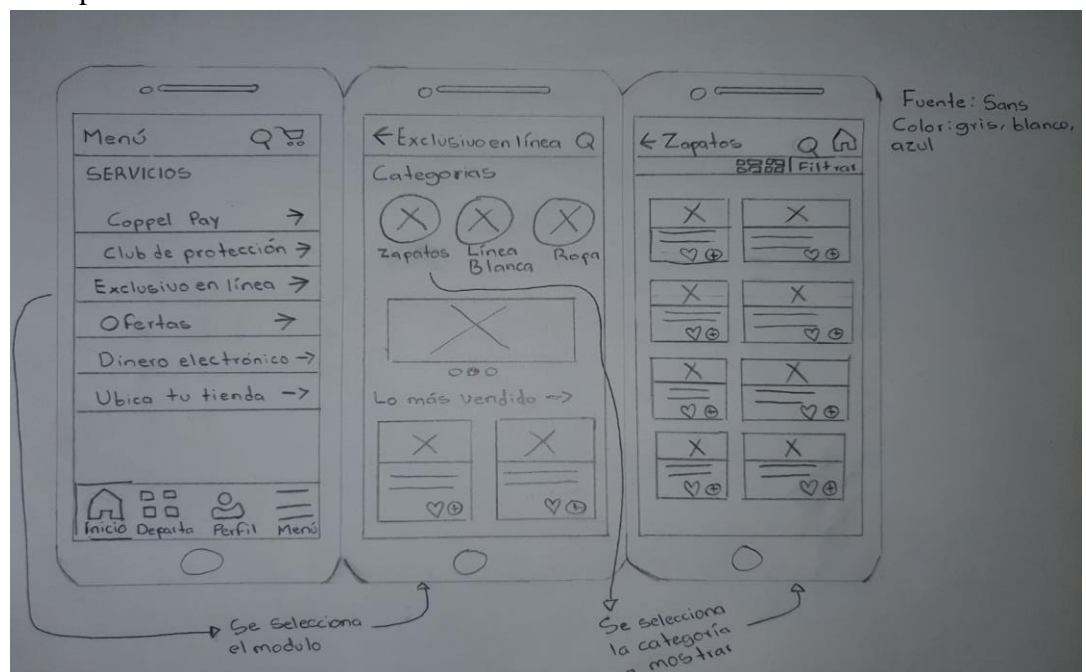 Menú
SERVICIOS
Coppel Pay
Club de protección
Exclusivo en línea
Ofertas
Dinero electrónico
Ubica tu tienda
Inicio Departa Perfil Menú
Exclusivo en línea
Categorias
Zapatos Línea Ropa
Blanca
Lo más vendido
Zapatos
Filtrar
Fuente: Sans
Color: gris, blanco,
azul
Se selecciona
el modulo
Se selecciona
la categoría
mostrar